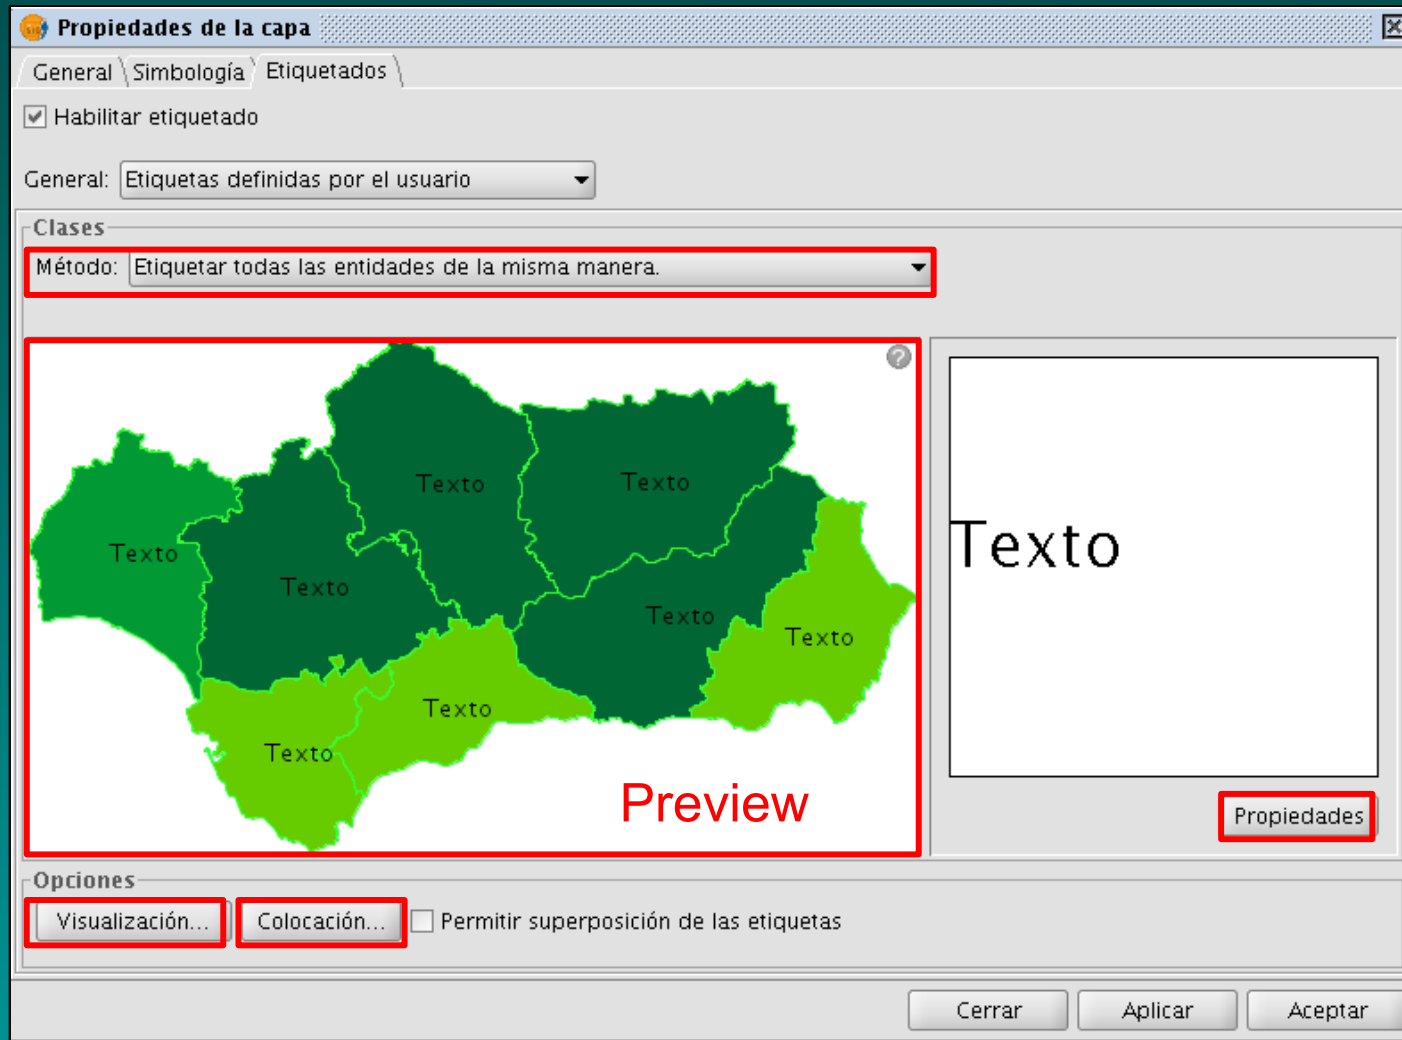 Propiedades de la capa
General Simbología Etiquetados
Habilitar etiquetado
General: Etiquetas definidas por el usuario
Clases
Método: Etiquetar todas las entidades de la misma manera.
Texto Texto
Texto
Texto
Texto
Texto
Texto
Texto
Texto
Preview
Propiedades
Opciones
Visualización... Colocación... Permitir superposición de las etiquetas
Cerrar Aplicar Aceptar